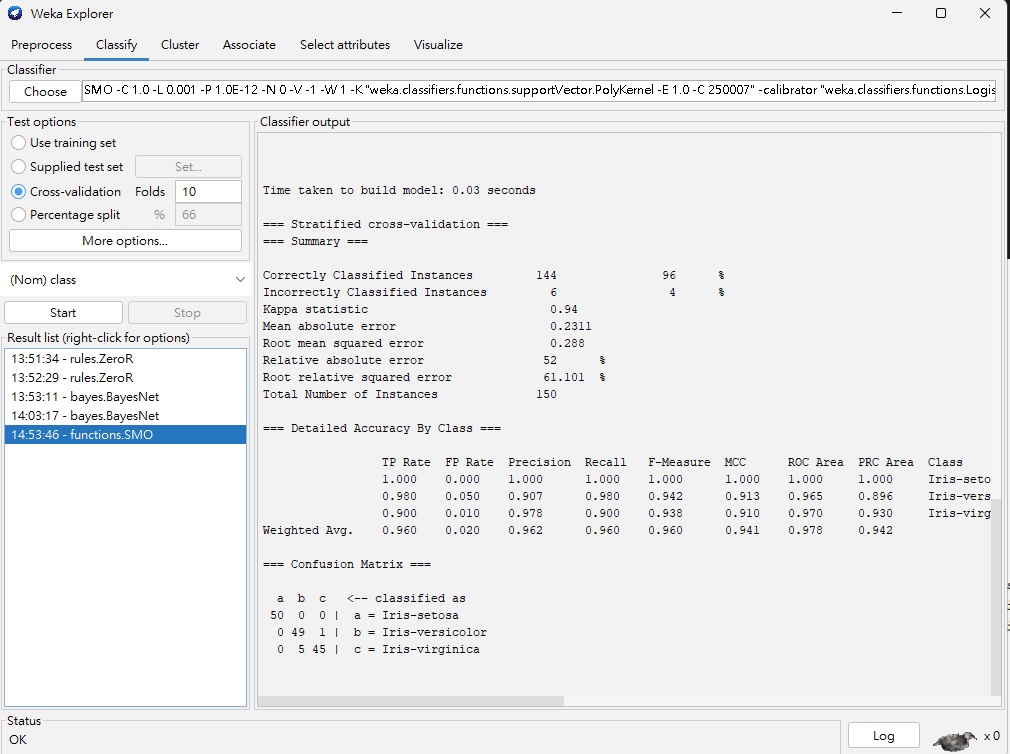 Weka Explorer
Preprocess Classify Cluster Associate Select attributes Visualize
Classifier
Choose SMO -C 1.0 -L 0.001 -P 1.0E-12 -N 0 -V -1 -W 1 -K "weka.classifiers.functions.supportVector.PolyKernel -E 1.0 -C 250007" -calibrator "weka.classifiers.functions.Logis
Test options
Use training set
Supplied test set Set...
Cross-validation Folds 10
Percentage split % 66
More options...
(Nom) class
Start Stop
Result list (right-click for options)
13:51:34 - rules.ZeroR
13:52:29 - rules.ZeroR
13:53:11 - bayes.BayesNet
14:03:17 - bayes.BayesNet
14:53:46 - functions.SMO
Classifier output
Time taken to build model: 0.03 seconds
=== Stratified cross-validation ===
=== Summary ===
Correctly Classified Instances 144 96 %
Incorrectly Classified Instances 6 4 %
Kappa statistic 0.94
Mean absolute error 0.2311
Root mean squared error 0.288
Relative absolute error 52 %
Root relative squared error 61.101 %
Total Number of Instances 150
=== Detailed Accuracy By Class ===
TP Rate FP Rate Precision Recall F-Measure MCC ROC Area PRC Area Class
1.000 0.000 1.000 1.000 1.000 1.000 1.000 1.000 Iris-seto
0.980 0.050 0.907 0.980 0.942 0.913 0.965 0.896 Iris-vers
0.900 0.010 0.978 0.900 0.938 0.910 0.970 0.930 Iris-virg
Weighted Avg. 0.960 0.020 0.962 0.960 0.960 0.941 0.978 0.942
=== Confusion Matrix ===
a b c <-- classified as
50 0 0 | a = Iris-setosa
0 49 1 | b = Iris-versicolor
0 5 45 | c = Iris-virginica
Status
OK
Log x 0